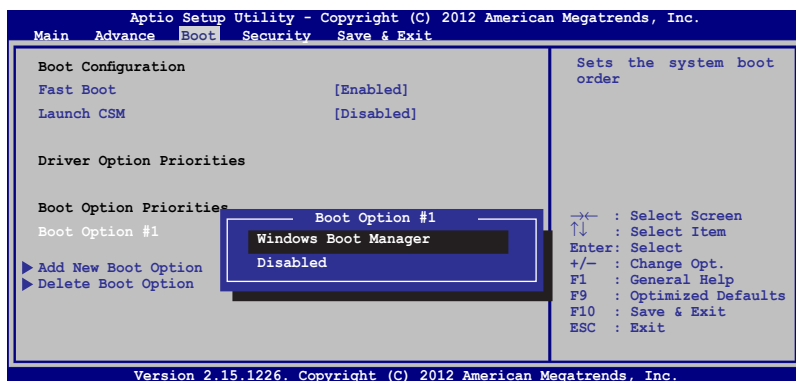 Aptio Setup Utility - Copyright (C) 2012 American Megatrends, Inc.
Main Advance Boot Security Save & Exit
Boot Configuration
Fast Boot [Enabled]
Launch CSM [Disabled]
Driver Option Priorities
Boot Option Priorities
Boot Option #1
Add New Boot Option
Delete Boot Option
Boot Option #1
Windows Boot Manager
Disabled
Sets the system boot
order
→← : Select Screen
↑↓ : Select Item
Enter: Select
+/— : Change Opt.
F1 : General Help
F9 : Optimized Defaults
F10 : Save & Exit
ESC : Exit
Version 2.15.1226. Copyright (C) 2012 American Megatrends, Inc.